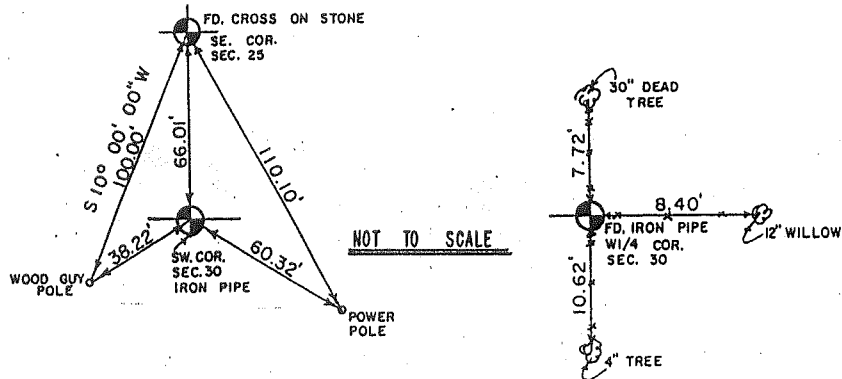 FD. CROSS ON STONE
SE. COR.
SEC. 25
S 10° 00' 00" W
100.00'
66.01'
110.10'
38.22'
60.32'
SW. COR.
SEC. 30
IRON PIPE
WOOD GUY
POLE
POWER
POLE
NOT TO SCALE
30" DEAD
TREE
7.72'
8.40'
12" WILLOW
FD. IRON PIPE
W1/4 COR.
SEC. 30
10.62'
4" TREE